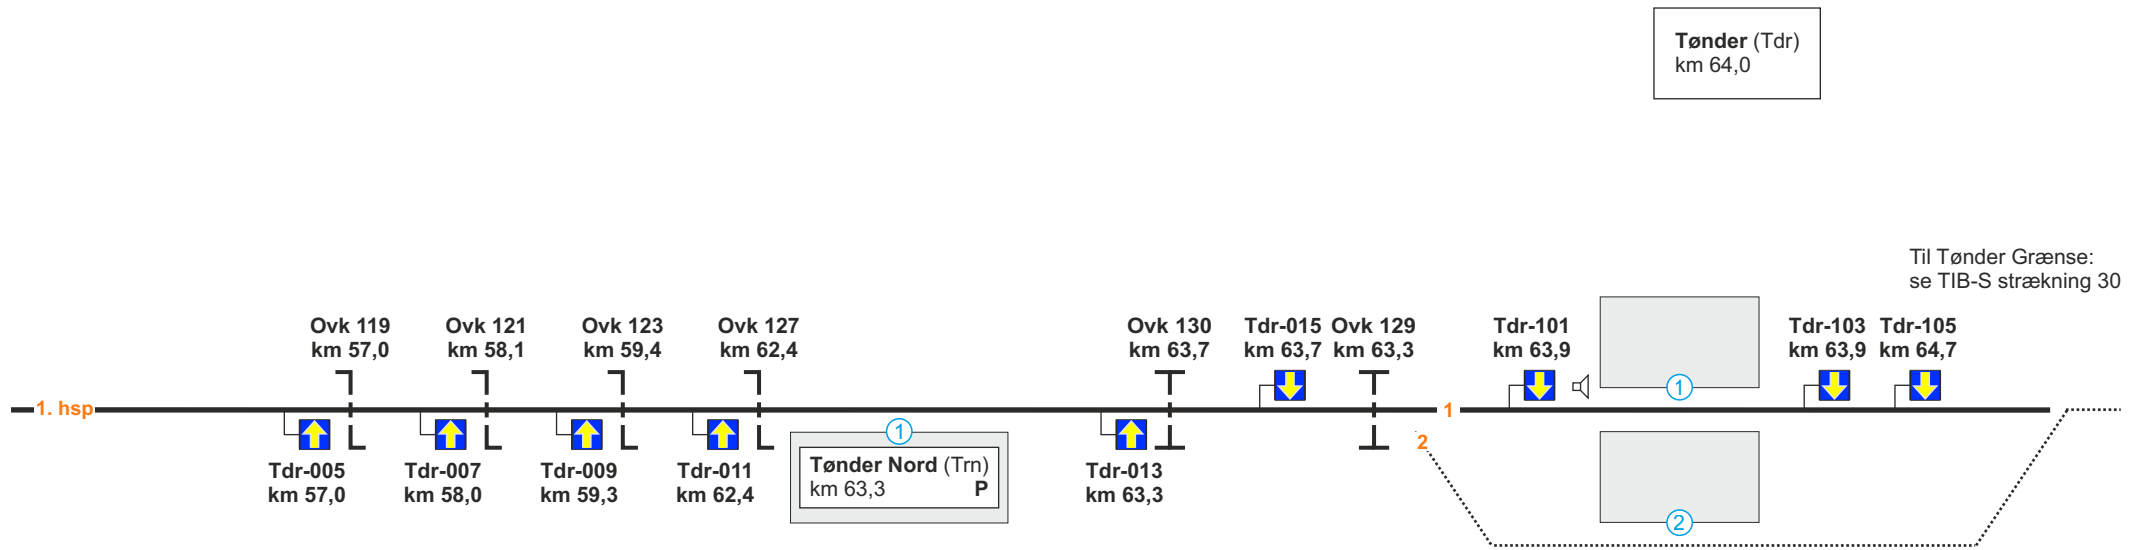 Tønder (Tdr)
km 64,0
Til Tønder Grænse:
se TIB-S strækning 30
Ovk 119
km 57,0
Ovk 121
km 58,1
Ovk 123
km 59,4
Ovk 127
km 62,4
Ovk 130
km 63,7
Tdr-015
km 63,7
Ovk 129
km 63,3
Tdr-101
km 63,9
Tdr-103
km 63,9
Tdr-105
km 64,7
1
1. hsp
1
2
1
Tønder Nord (Trn)
km 63,3 P
Tdr-005
km 57,0
Tdr-007
km 58,0
Tdr-009
km 59,3
Tdr-011
km 62,4
Tdr-013
km 63,3
2